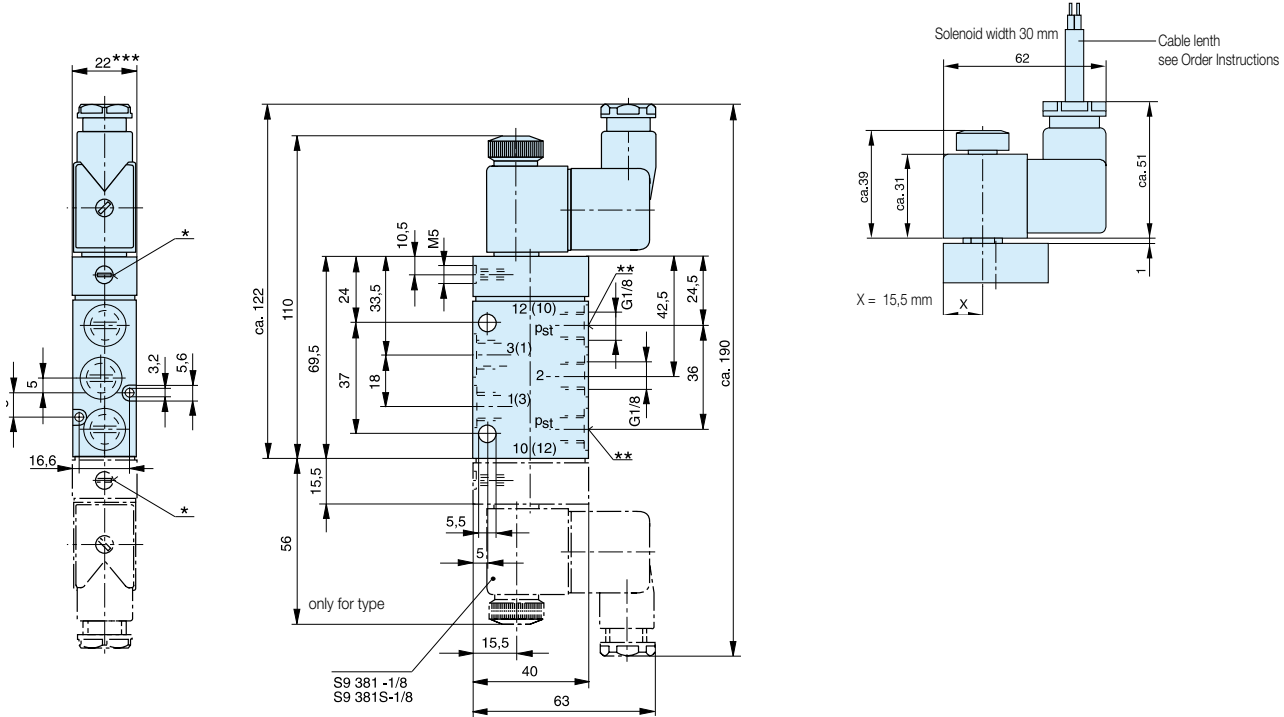 22***
*
5
3,2
5,6
16,6
*
ca. 122
110
69,5
24
37
33,5
18
10,5
M5
12 (10)
pst
3(1)
2
1(3)
pst
10 (12)
**
G1/8
42,5
24,5
36
G1/8
**
ca. 190
15,5
56
5,5
5
only for type
15,5
40
63
S9 381 -1/8
S9 381S-1/8
Solenoid width 30 mm
62
Cable lenth
see Order Instructions
ca.39
ca. 31
ca. 51
1
X = 15,5 mm
X